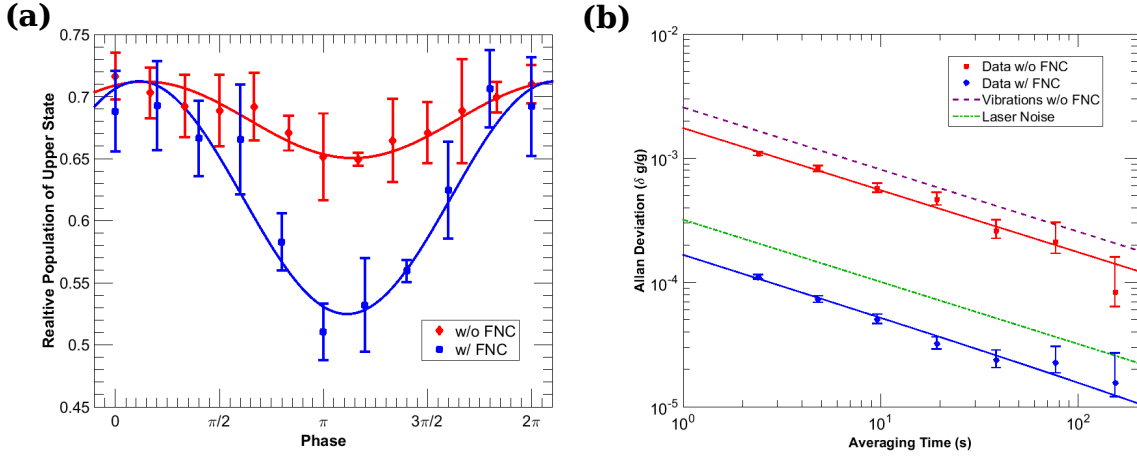 (a)
0.75
0.7
0.65
0.6
0.55
0.5
0.45
Realtive Population of Upper State
0
π/2
π
3π/2
2π
Phase
w/o FNC
w/ FNC
(b)
10^-2
10^-3
10^-4
10^-5
Allan Deviation (δ g/g)
10^0
10^1
10^2
Averaging Time (s)
Data w/o FNC
Data w/ FNC
Vibrations w/o FNC
Laser Noise